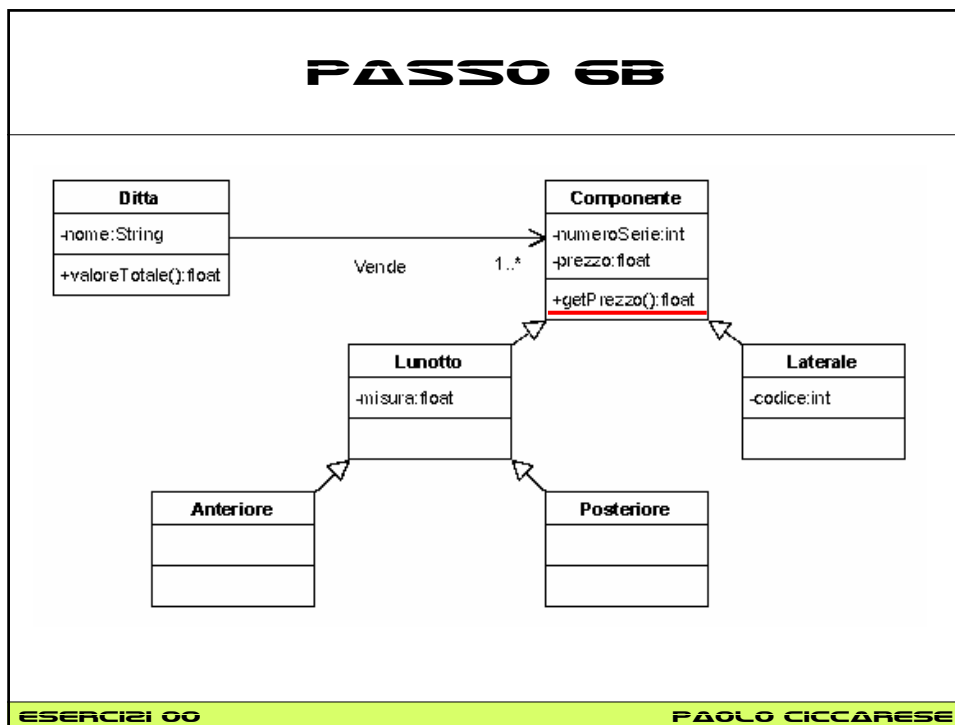 PASSO 6B
Ditta
-nome:String
+valoreTotale():float
Vende
1..*
Componente
-numeroSerie:int
-prezzo:float
+getPrezzo():float
Lunotto
-misura:float
Laterale
-codice:int
Anteriore
Posteriore
ESERCIZI OO
PAOLO CICCARESE